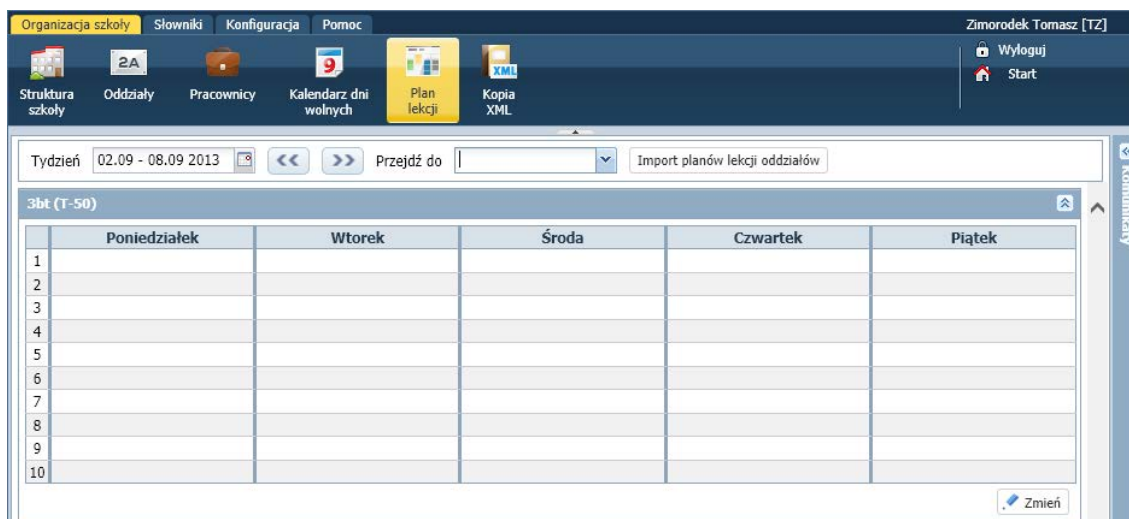 Organizacja szkoły Słowniki Konfiguracja Pomoc Zimorodek Tomasz [TZ]
2A 9 XML
Struktura szkoły
Oddziały
Pracownicy
Kalendarz dni wolnych
Plan lekcji
Kopia XML
Wyloguj
Start
Tydzień 02.09 - 08.09 2013 << >> Przejdź do Import planów lekcji oddziałów
Komunikaty
3bt (T-50)
Poniedziałek Wtorek Środa Czwartek Piątek
1
2
3
4
5
6
7
8
9
10
Zmień